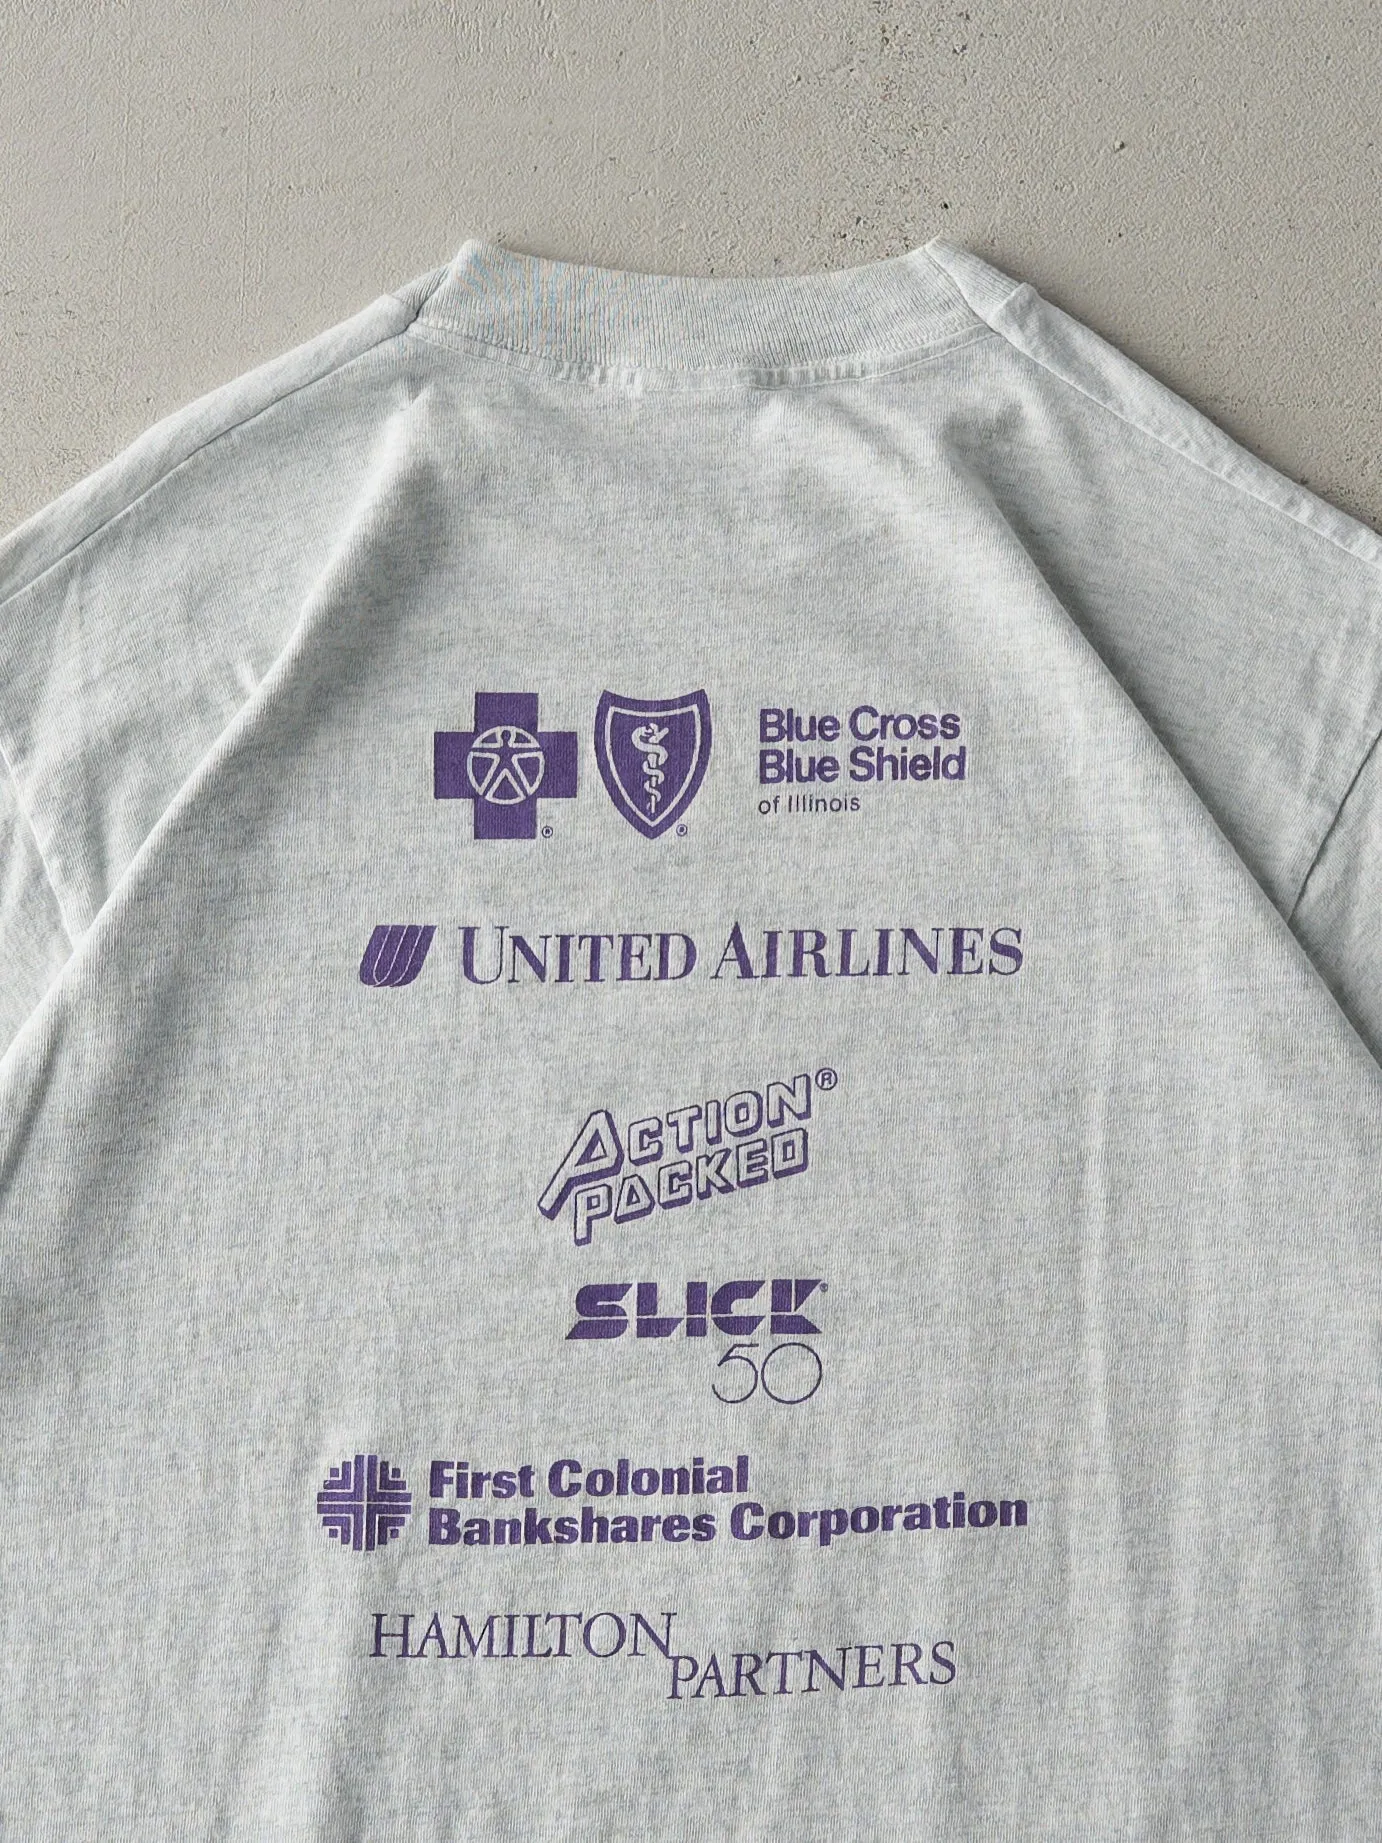 Blue Cross
Blue Shield
of Illinois
® ®
UNITED AIRLINES
ACTION®
PACKED
SLICK®
50
First Colonial
Bankshares Corporation
HAMILTON
PARTNERS